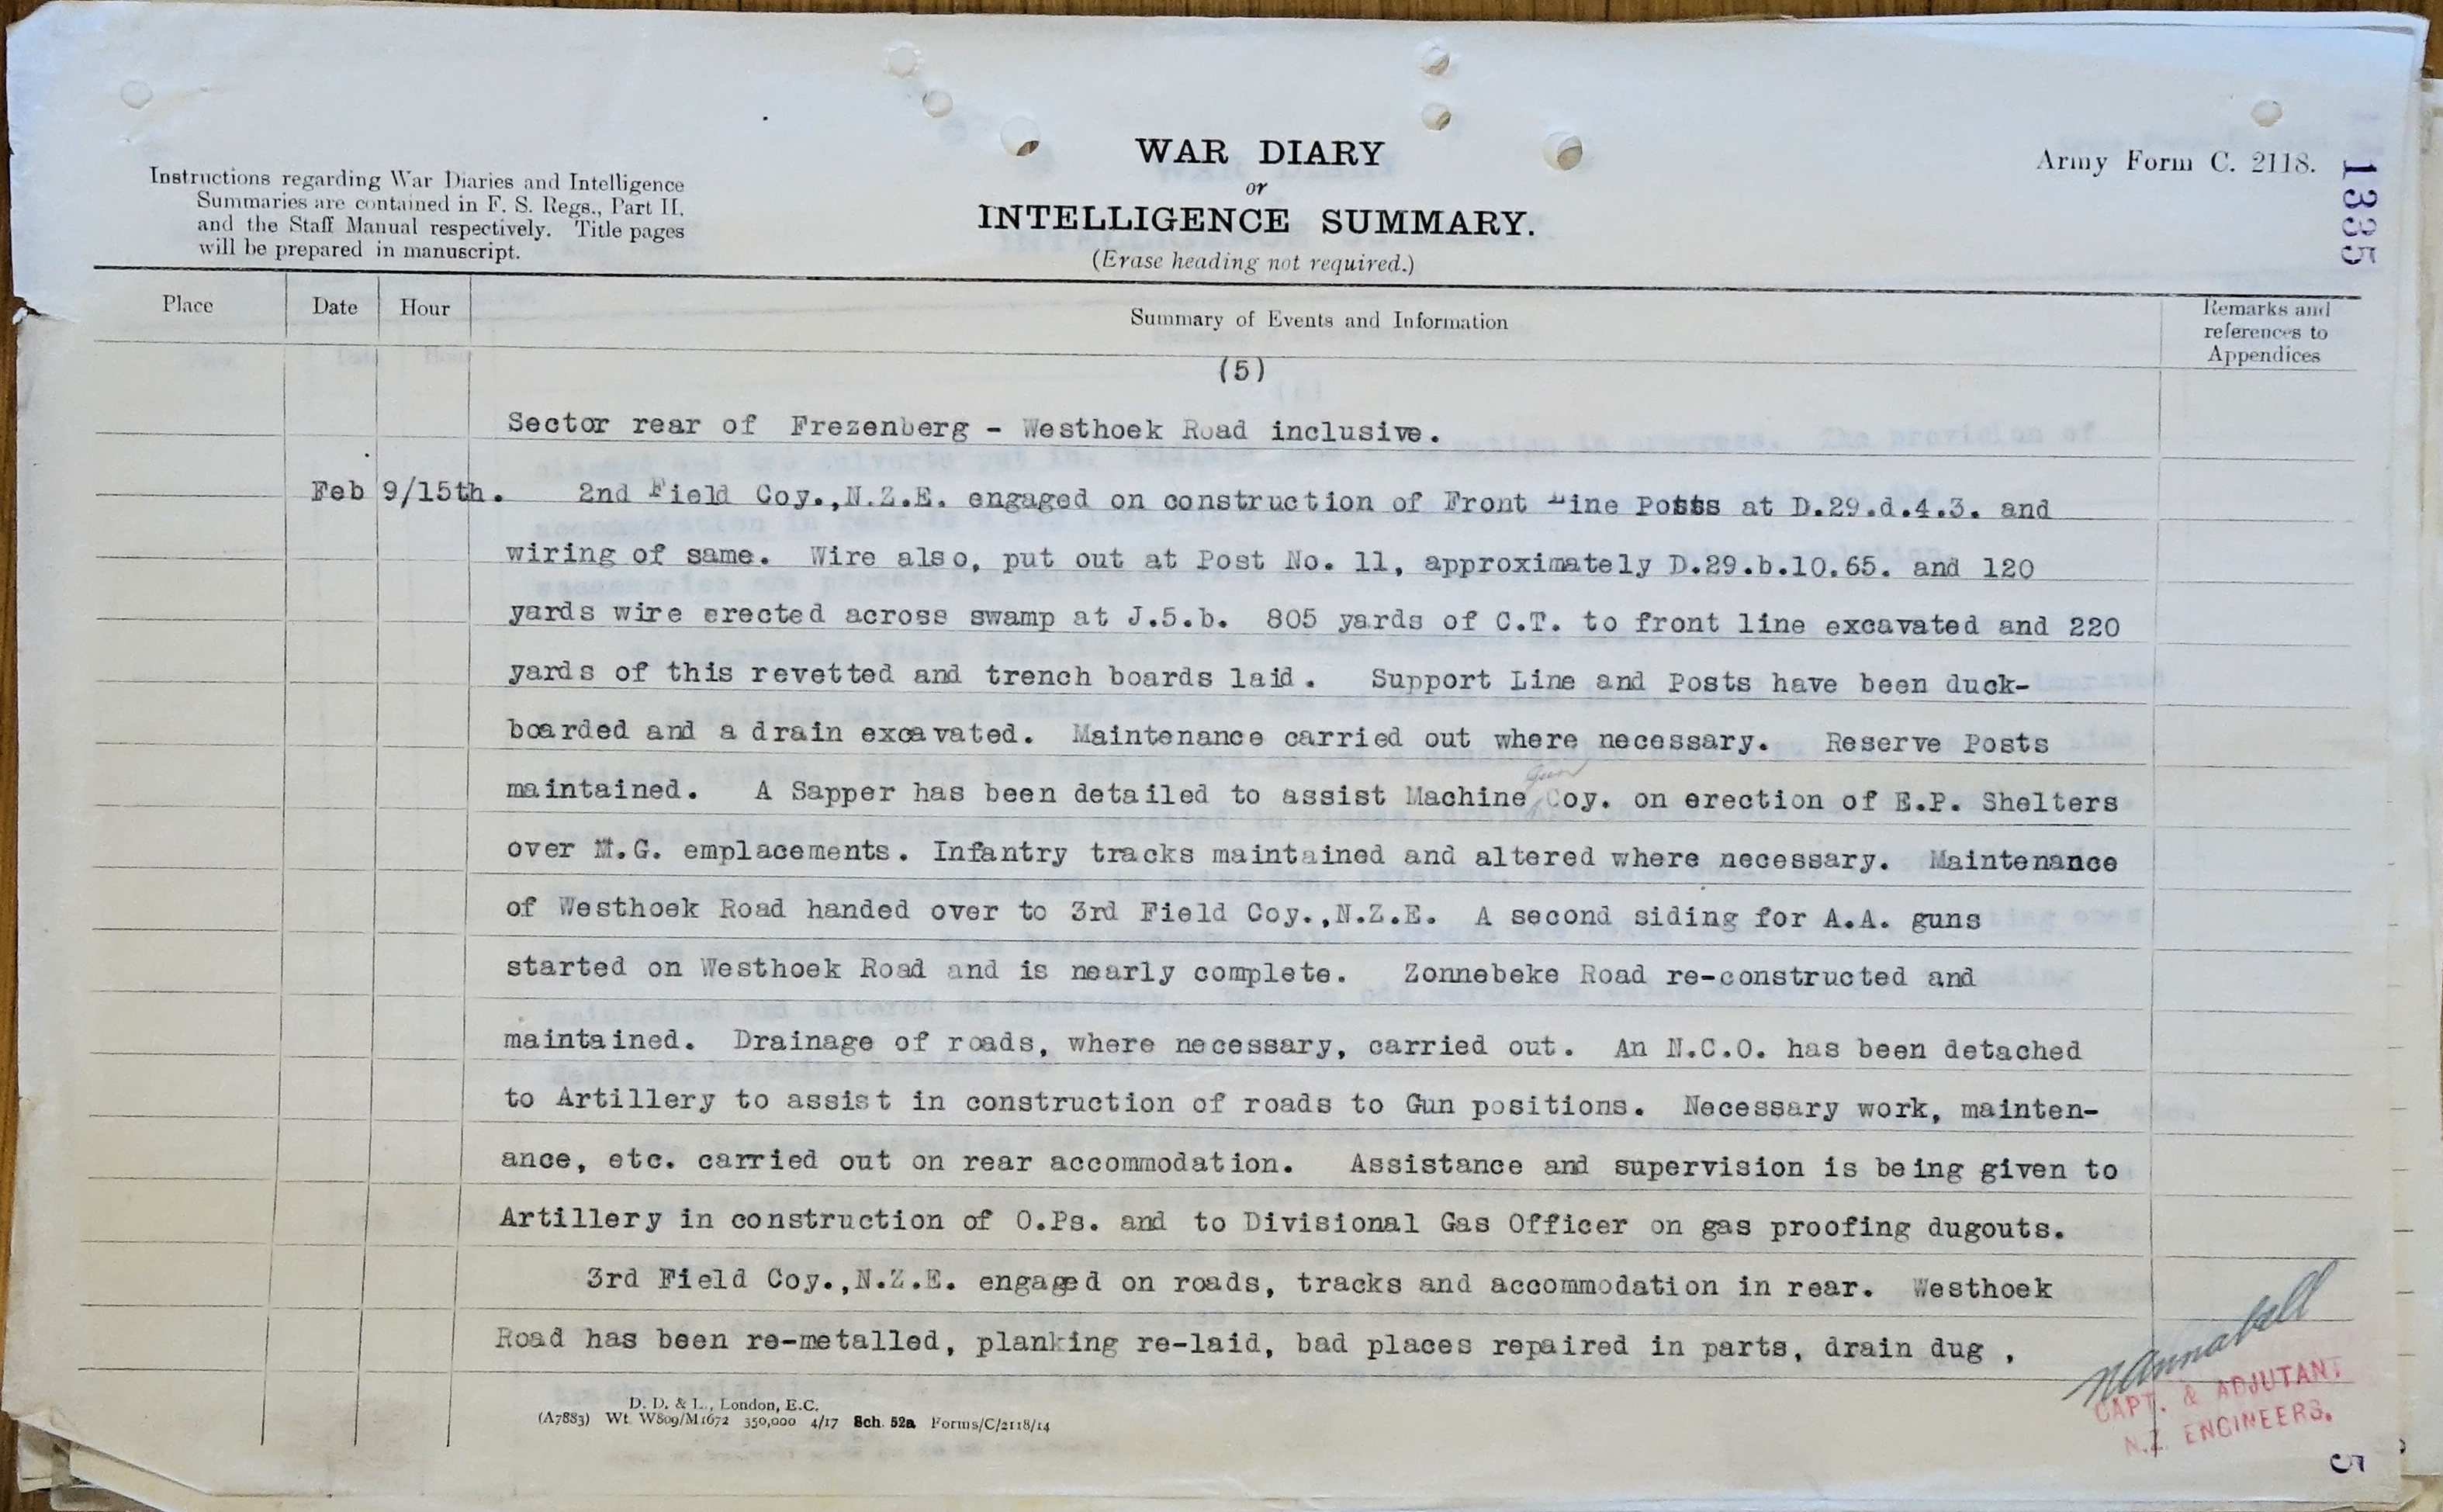 Instructions regarding War Diaries and Intelligence
Summaries are contained in F. S. Regs., Part II.
and the Staff Manual respectively. Title pages
will be prepared in manuscript.
WAR DIARY
or
INTELLIGENCE SUMMARY.
(Erase heading not required.)
Army Form C. 2118.
1335
Place
Date
Hour
Summary of Events and Information
Remarks and
references to
Appendices
(5)
Sector rear of Frezenberg - Westhoek Road inclusive.
Feb 9/15th. 2nd Field Coy.,N.Z.E. engaged on construction of Front Line Posts at D.29.d.4.3. and
wiring of same. Wire also, put out at Post No. 11, approximately D.29.b.10.65. and 120
yards wire erected across swamp at J.5.b. 805 yards of C.T. to front line excavated and 220
yards of this revetted and trench boards laid. Support Line and Posts have been duck-
boarded and a drain excavated. Maintenance carried out where necessary. Reserve Posts
maintained. A Sapper has been detailed to assist Machine Gun Coy. on erection of E.P. Shelters
over M.G. emplacements. Infantry tracks maintained and altered where necessary. Maintenance
of Westhoek Road handed over to 3rd Field Coy.,N.Z.E. A second siding for A.A. guns
started on Westhoek Road and is nearly complete. Zonnebeke Road re-constructed and
maintained. Drainage of roads, where necessary, carried out. An N.C.O. has been detached
to Artillery to assist in construction of roads to Gun positions. Necessary work, mainten-
ance, etc. carried out on rear accommodation. Assistance and supervision is being given to
Artillery in construction of O.Ps. and to Divisional Gas Officer on gas proofing dugouts.
3rd Field Coy.,N.Z.E. engaged on roads, tracks and accommodation in rear. Westhoek
Road has been re-metalled, planking re-laid, bad places repaired in parts, drain dug ,
NAnnabell
CAPT. & ADJUTANT
N.Z. ENGINEERS.
D. D. & L., London, E.C.
(A7883) Wt. W809/M1672 350,000 4/17 Sch. 52a Forms/C/2118/14
5